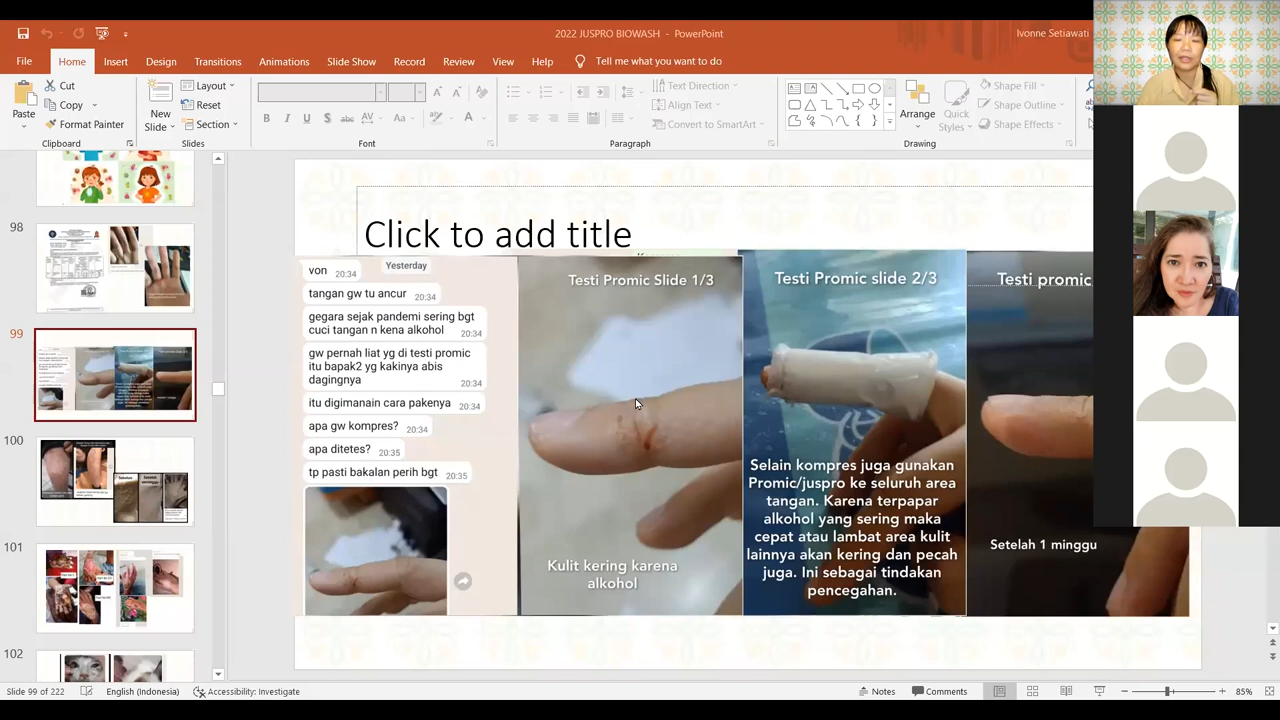 2022 JUSPRO BIOWASH - PowerPoint
Ivonne Setiawati
File
Home
Insert
Design
Transitions
Animations
Slide Show
Record
Review
View
Help
Tell me what you want to do
Paste
Cut
Copy
Format Painter
Clipboard
New
Slide
Layout
Reset
Section
Slides
B I U S ab AV Aa A
Font
Text Direction
Align Text
Convert to SmartArt
Paragraph
Arrange
Quick
Styles
Shape Fill
Shape Outline
Shape Effects
Drawing
98
99
100
101
102
Click to add title
Yesterday
von 20:34
tangan gw tu ancur 20:34
gegara sejak pandemi sering bgt
cuci tangan n kena alkohol 20:34
gw pernah liat yg di testi promic
itu bapak2 yg kakinya abis
dagingnya 20:34
itu digimanain cara pakenya 20:34
apa gw kompres? 20:34
apa ditetes? 20:35
tp pasti bakalan perih bgt 20:35
Testi Promic Slide 1/3
Kulit kering karena
alkohol
Testi Promic slide 2/3
Selain kompres juga gunakan
Promic/juspro ke seluruh area
tangan. Karena terpapar
alkohol yang sering maka
cepat atau lambat area kulit
lainnya akan kering dan pecah
juga. Ini sebagai tindakan
pencegahan.
Testi promic
Setelah 1 minggu
Slide 99 of 222
English (Indonesia)
Accessibility: Investigate
Notes
Comments
85%